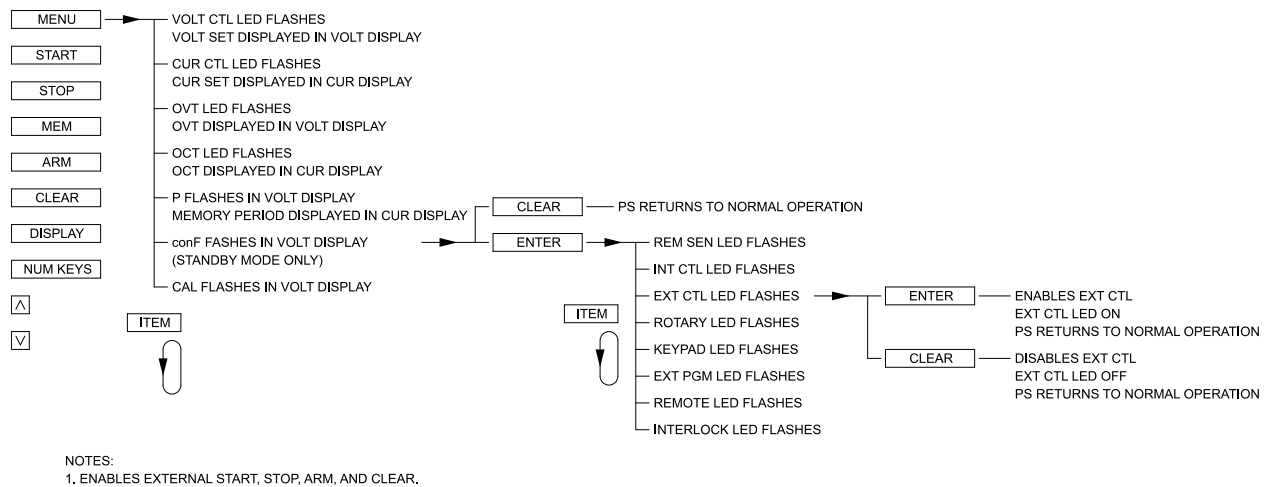 MENU
START
STOP
MEM
ARM
CLEAR
DISPLAY
NUM KEYS
∧
∨
VOLT CTL LED FLASHES
VOLT SET DISPLAYED IN VOLT DISPLAY
CUR CTL LED FLASHES
CUR SET DISPLAYED IN CUR DISPLAY
OVT LED FLASHES
OVT DISPLAYED IN VOLT DISPLAY
OCT LED FLASHES
OCT DISPLAYED IN CUR DISPLAY
P FLASHES IN VOLT DISPLAY
MEMORY PERIOD DISPLAYED IN CUR DISPLAY
conF FASHES IN VOLT DISPLAY
(STANDBY MODE ONLY)
CAL FLASHES IN VOLT DISPLAY
ITEM
CLEAR
PS RETURNS TO NORMAL OPERATION
ENTER
REM SEN LED FLASHES
INT CTL LED FLASHES
EXT CTL LED FLASHES
ROTARY LED FLASHES
KEYPAD LED FLASHES
EXT PGM LED FLASHES
REMOTE LED FLASHES
INTERLOCK LED FLASHES
ITEM
ENTER
ENABLES EXT CTL
EXT CTL LED ON
PS RETURNS TO NORMAL OPERATION
CLEAR
DISABLES EXT CTL
EXT CTL LED OFF
PS RETURNS TO NORMAL OPERATION
NOTES:
1. ENABLES EXTERNAL START, STOP, ARM, AND CLEAR.